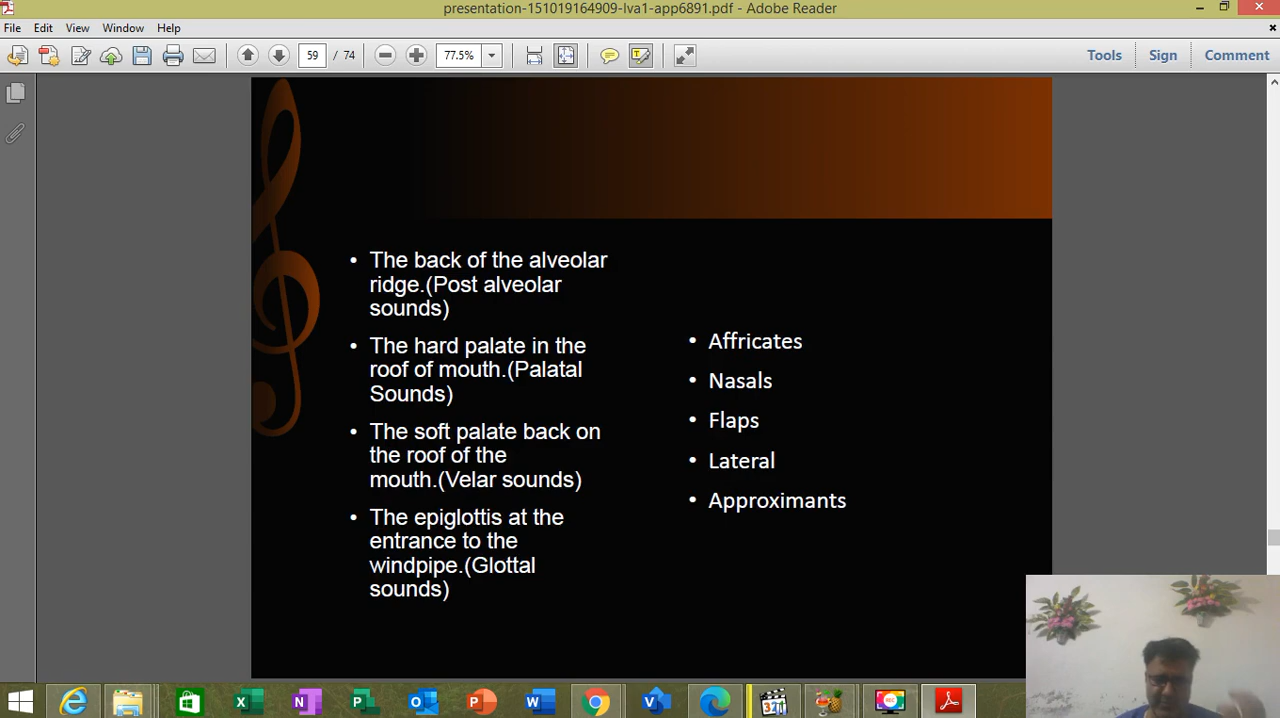 presentation-151019164909-lva1-app6891.pdf - Adobe Reader
File Edit View Window Help
59 / 74 77.5% Tools Sign Comment
• The back of the alveolar
ridge.(Post alveolar
sounds)
• The hard palate in the
roof of mouth.(Palatal
Sounds)
• The soft palate back on
the roof of the
mouth.(Velar sounds)
• The epiglottis at the
entrance to the
windpipe.(Glottal
sounds)
• Affricates
• Nasals
• Flaps
• Lateral
• Approximants